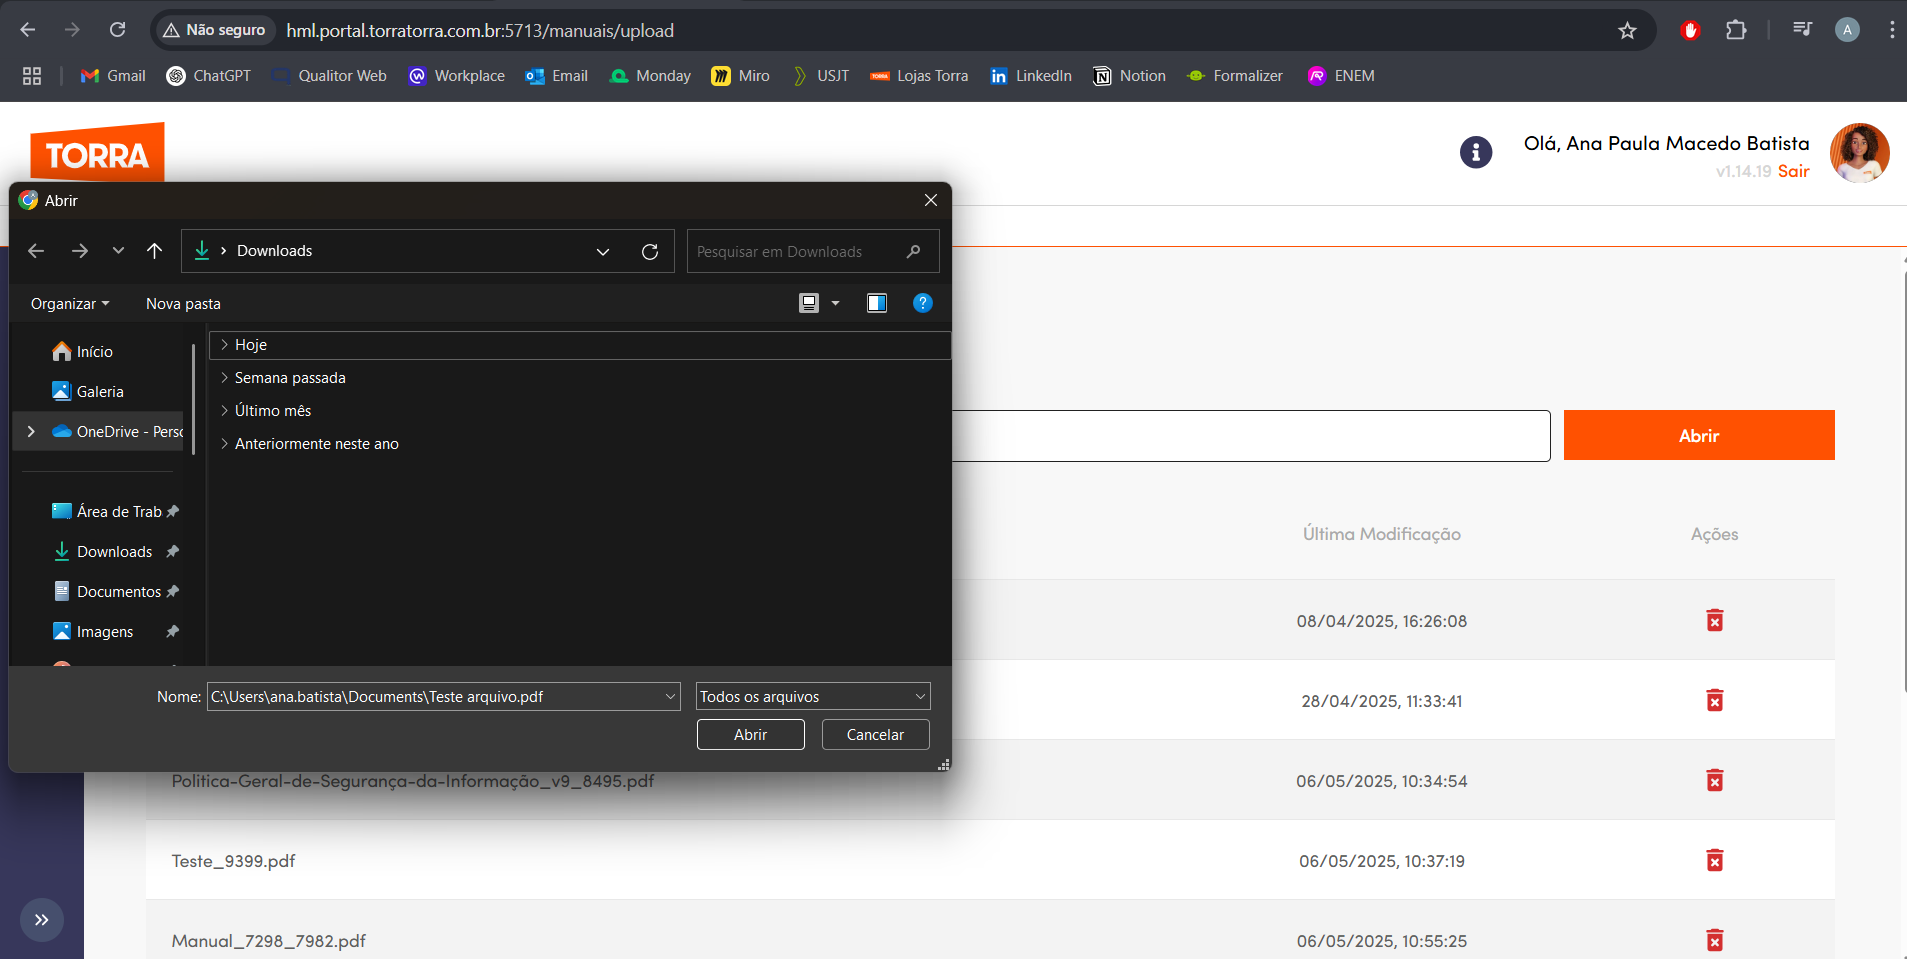 Não seguro
hml.portal.torratorra.com.br:5713/manuais/upload
A
Gmail
ChatGPT
Qualitor Web
Workplace
Email
Monday
Miro
USJT
Lojas Torra
LinkedIn
Notion
Formalizer
ENEM
TORRA
Olá, Ana Paula Macedo Batista
v1.14.19 Sair
Abrir
Downloads
Pesquisar em Downloads
Organizar
Nova pasta
Início
Galeria
OneDrive - Perso
Área de Trab
Downloads
Documentos
Imagens
Hoje
Semana passada
Último mês
Anteriormente neste ano
Nome: C:\Users\ana.batista\Documents\Teste arquivo.pdf
Todos os arquivos
Abrir
Cancelar
Abrir
Última Modificação
Ações
08/04/2025, 16:26:08
28/04/2025, 11:33:41
Politica-Geral-de-Segurança-da-Informação_v9_8495.pdf
06/05/2025, 10:34:54
Teste_9399.pdf
06/05/2025, 10:37:19
Manual_7298_7982.pdf
06/05/2025, 10:55:25